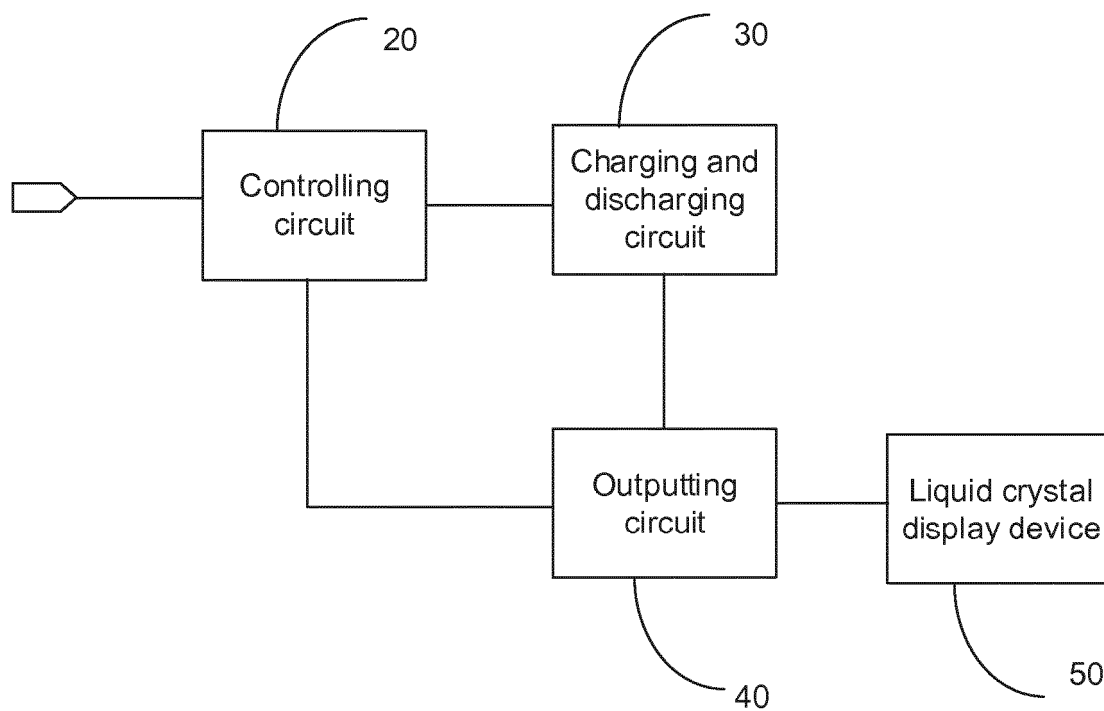 20
30
Controlling
circuit
Charging and
discharging
circuit
Outputting
circuit
Liquid crystal
display device
40
50